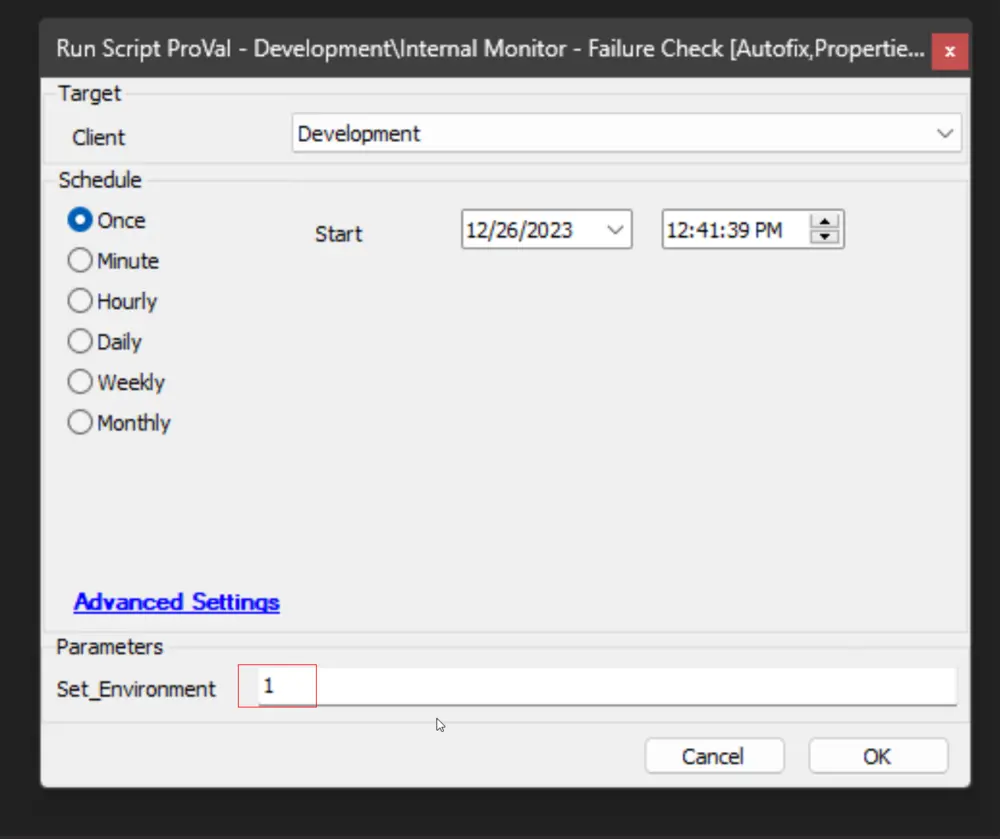 Run Script ProVal - Development\Internal Monitor - Failure Check [Autofix,Propertie...
x
Target
Client
Development
Schedule
Once
Start
12/26/2023
12:41:39 PM
Minute
Hourly
Daily
Weekly
Monthly
Advanced Settings
Parameters
Set_Environment
1
Cancel
OK